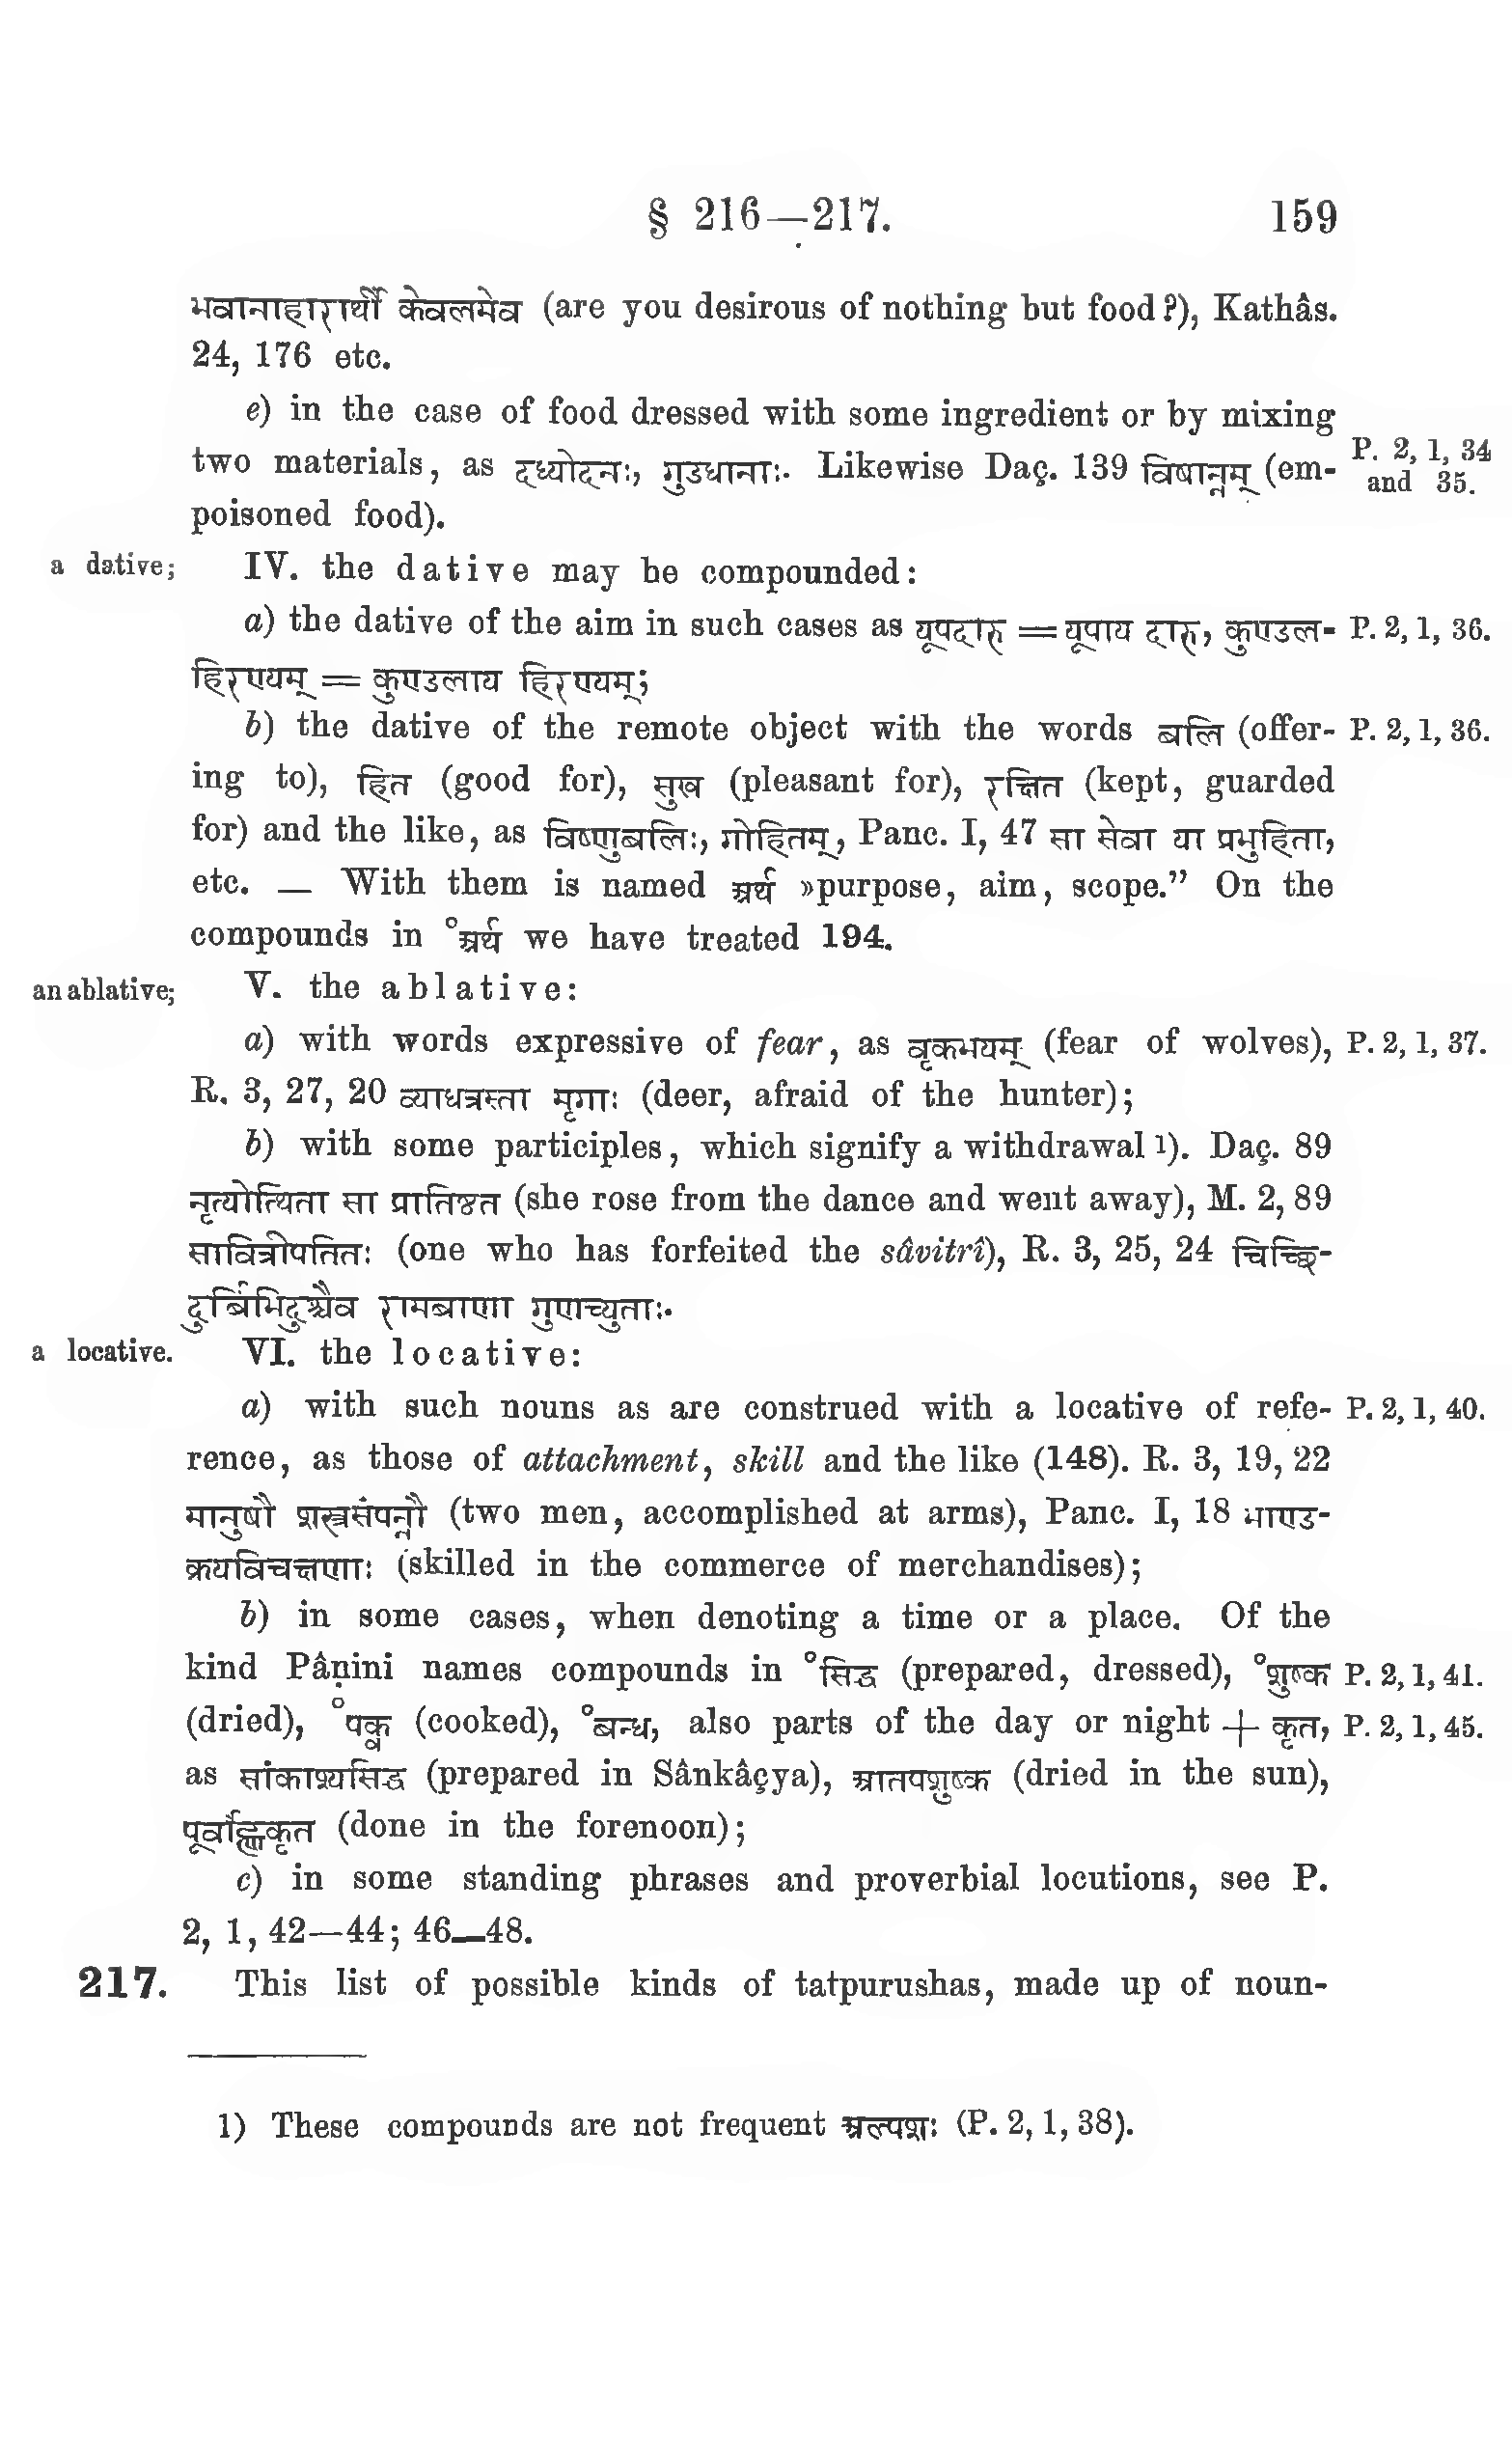 § 216—217. 159
भवानाहारार्थी केवलमेव (are you desirous of nothing but food?), Kathâs.
24, 176 etc.
e) in the case of food dressed with some ingredient or by mixing
two materials, as दध्योदनः, गुडधानाः. Likewise Daç. 139 विषान्नम् (em-
P. 2, 1, 34
and 35.
poisoned food).
a dative;
IV. the dative may be compounded:
a) the dative of the aim in such cases as यूपदारु = यूपाय दारु, कुण्डल- P. 2, 1, 36.
हिरण्यम् = कुण्डलाय हिरण्यम्;
b) the dative of the remote object with the words बलि (offer- P. 2, 1, 36.
ing to), हित (good for), सुख (pleasant for), रक्षित (kept, guarded
for) and the like, as विष्णुबलिः, गोहितम्, Panc. I, 47 सा सेवा या प्रभुहिता,
etc. — With them is named अर्थ »purpose, aim, scope.” On the
compounds in °अर्थ we have treated 194.
an ablative;
V. the ablative:
a) with words expressive of fear, as वृकभयम् (fear of wolves), P. 2, 1, 37.
R. 3, 27, 20 व्याधत्रस्ता मृगाः (deer, afraid of the hunter);
b) with some participles, which signify a withdrawal 1). Daç. 89
नृत्योत्थिता सा प्रातिष्ठत (she rose from the dance and went away), M. 2, 89
सावित्रीपतितः (one who has forfeited the sâvitrî), R. 3, 25, 24 चिच्छि-
दुर्बिभिदुश्चैव रामबाणा गुणच्युताः.
a locative.
VI. the locative:
a) with such nouns as are construed with a locative of refe- P. 2, 1, 40.
rence, as those of attachment, skill and the like (148). R. 3, 19, 22
मानुषौ शस्त्रसंपन्नौ (two men, accomplished at arms), Panc. I, 18 भाण्ड-
क्रयविचक्षणाः (skilled in the commerce of merchandises);
b) in some cases, when denoting a time or a place. Of the
kind Pâṇini names compounds in °सिद्ध (prepared, dressed), °शुष्क P. 2, 1, 41.
(dried), °पक्व (cooked), °बन्ध, also parts of the day or night + कृत, P. 2, 1, 45.
as सांकाश्यसिद्ध (prepared in Sânkâçya), आतपशुष्क (dried in the sun),
पूर्वाह्णकृत (done in the forenoon);
c) in some standing phrases and proverbial locutions, see P.
2, 1, 42—44; 46—48.
217. This list of possible kinds of tatpurushas, made up of noun-
1) These compounds are not frequent अल्पशः (P. 2, 1, 38).